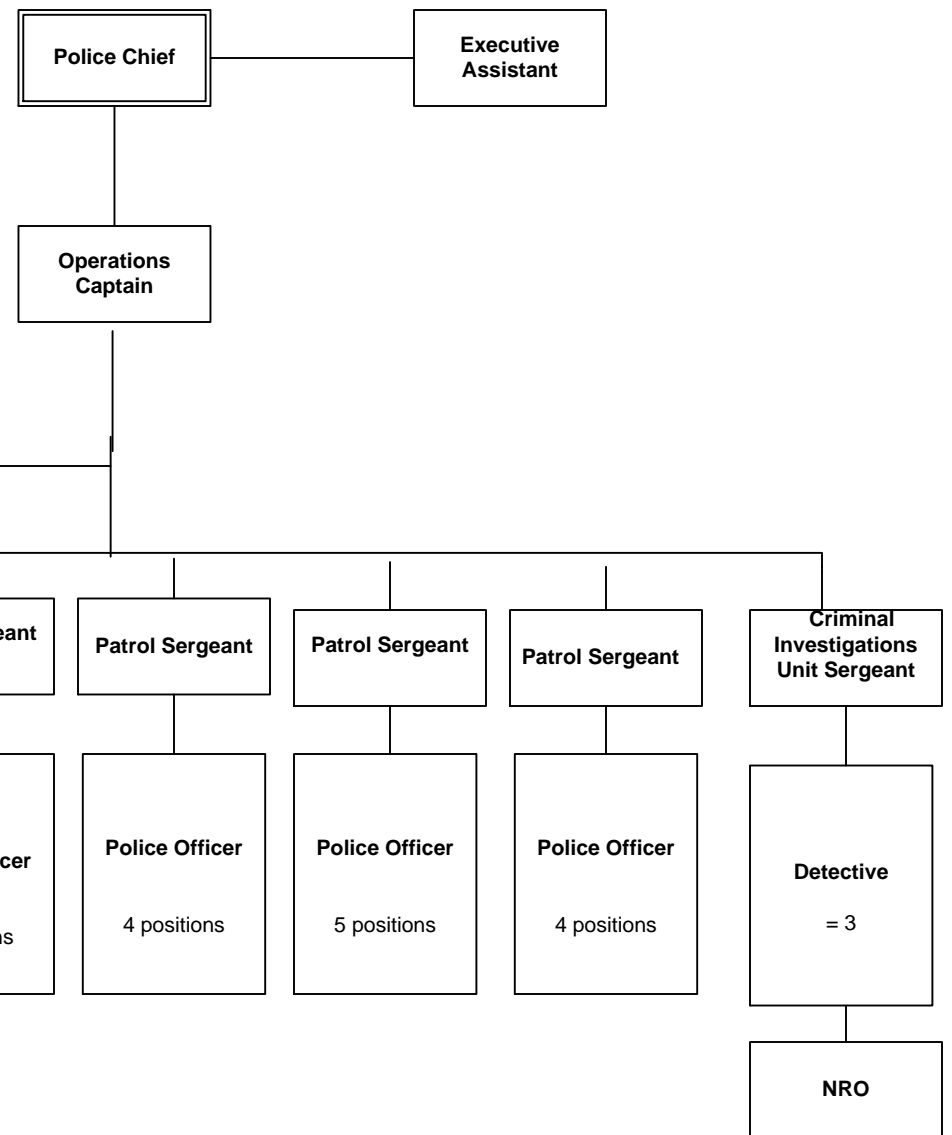 Police Chief
Executive
Assistant
Operations
Captain
Patrol Sergeant
Patrol Sergeant
Patrol Sergeant
Criminal
Investigations
Unit Sergeant
Police Officer
4 positions
Police Officer
5 positions
Police Officer
4 positions
Detective
= 3
NRO